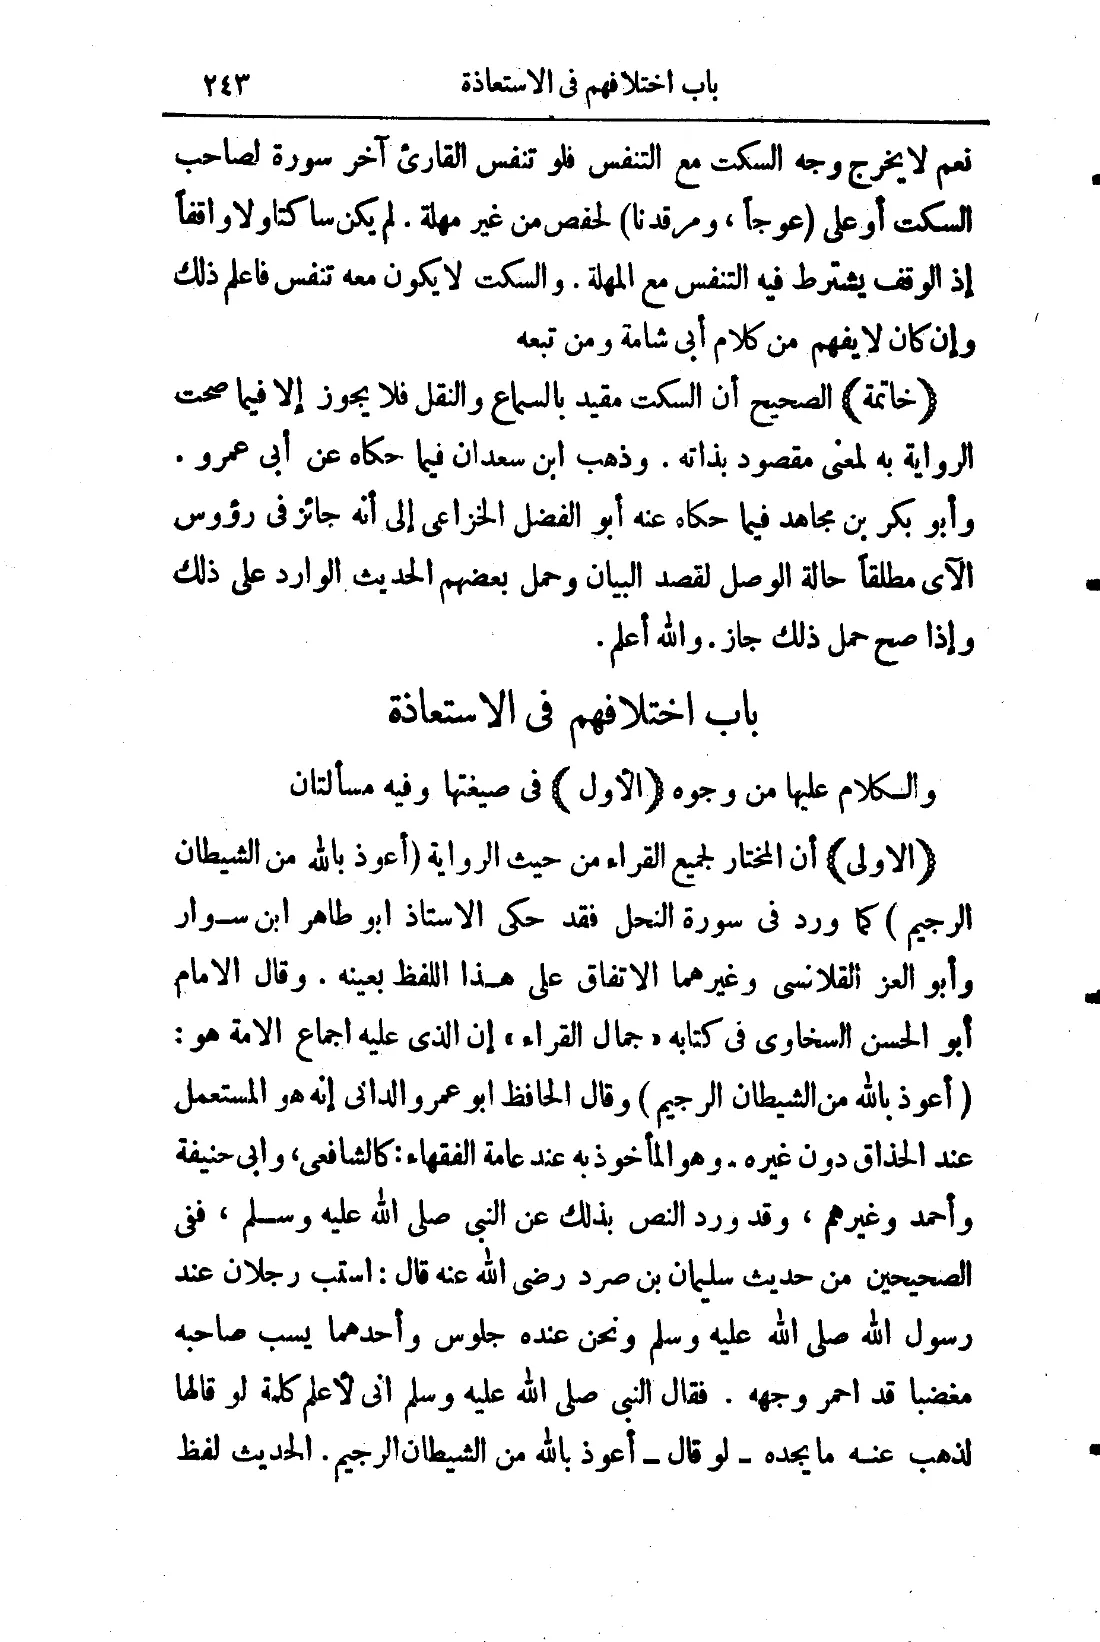 باب اختلافهم فى الاستعاذة ٢٤٣
نعم لا يخرج وجه السكت مع التنفس فلو تنفس القارئ آخر سورة لصاحب
السكت أو على (عوجاً ، ومرقدنا) لحفص من غير مهلة . لم يكن ساكتا ولا واقفاً
إذ الوقف يشترط فيه التنفس مع المهلة . والسكت لا يكون معه تنفس فاعلم ذلك
وإن كان لا يفهم من كلام أبى شامة ومن تبعه
﴿خاتمة﴾ الصحيح أن السكت مقيد بالسماع والنقل فلا يجوز إلا فيما صحت
الرواية به لمعنى مقصود بذاته . وذهب ابن سعدان فيما حكاه عن أبى عمرو .
وأبو بكر بن مجاهد فيما حكاه عنه أبو الفضل الخزاعى إلى أنه جائز فى رؤوس
الآى مطلقاً حالة الوصل لقصد البيان وحمل بعضهم الحديث الوارد على ذلك
وإذا صح حمل ذلك جاز . والله أعلم .
باب اختلافهم فى الاستعاذة
والكلام عليها من وجوه ﴿الأول﴾ فى صيغتها وفيه مسألتان
﴿الاولى﴾ أن المختار لجميع القراء من حيث الرواية (أعوذ بالله من الشيطان
الرجيم ) كما ورد فى سورة النحل فقد حكى الاستاذ ابو طاهر ابن سوار
وأبو العز القلانسى وغيرهما الاتفاق على هذا اللفظ بعينه . وقال الامام
أبو الحسن السخاوى فى كتابه «جمال القراء» إن الذى عليه اجماع الامة هو :
( أعوذ بالله من الشيطان الرجيم ) وقال الحافظ ابو عمرو الدانى إنه هو المستعمل
عند الحذاق دون غيره . وهو المأخوذ به عند عامة الفقهاء : كالشافعى، وابى حنيفة
وأحمد وغيرهم ، وقد ورد النص بذلك عن النبى صلى الله عليه وسلم ، ففى
الصحيحين من حديث سليمان بن صرد رضى الله عنه قال : استب رجلان عند
رسول الله صلى الله عليه وسلم ونحن عنده جلوس وأحدهما يسب صاحبه
مغضبا قد احمر وجهه . فقال النبى صلى الله عليه وسلم انى لأعلم كلمة لو قالها
لذهب عنه ما يجده ـ لو قال ـ أعوذ بالله من الشيطان الرجيم . الحديث لفظ